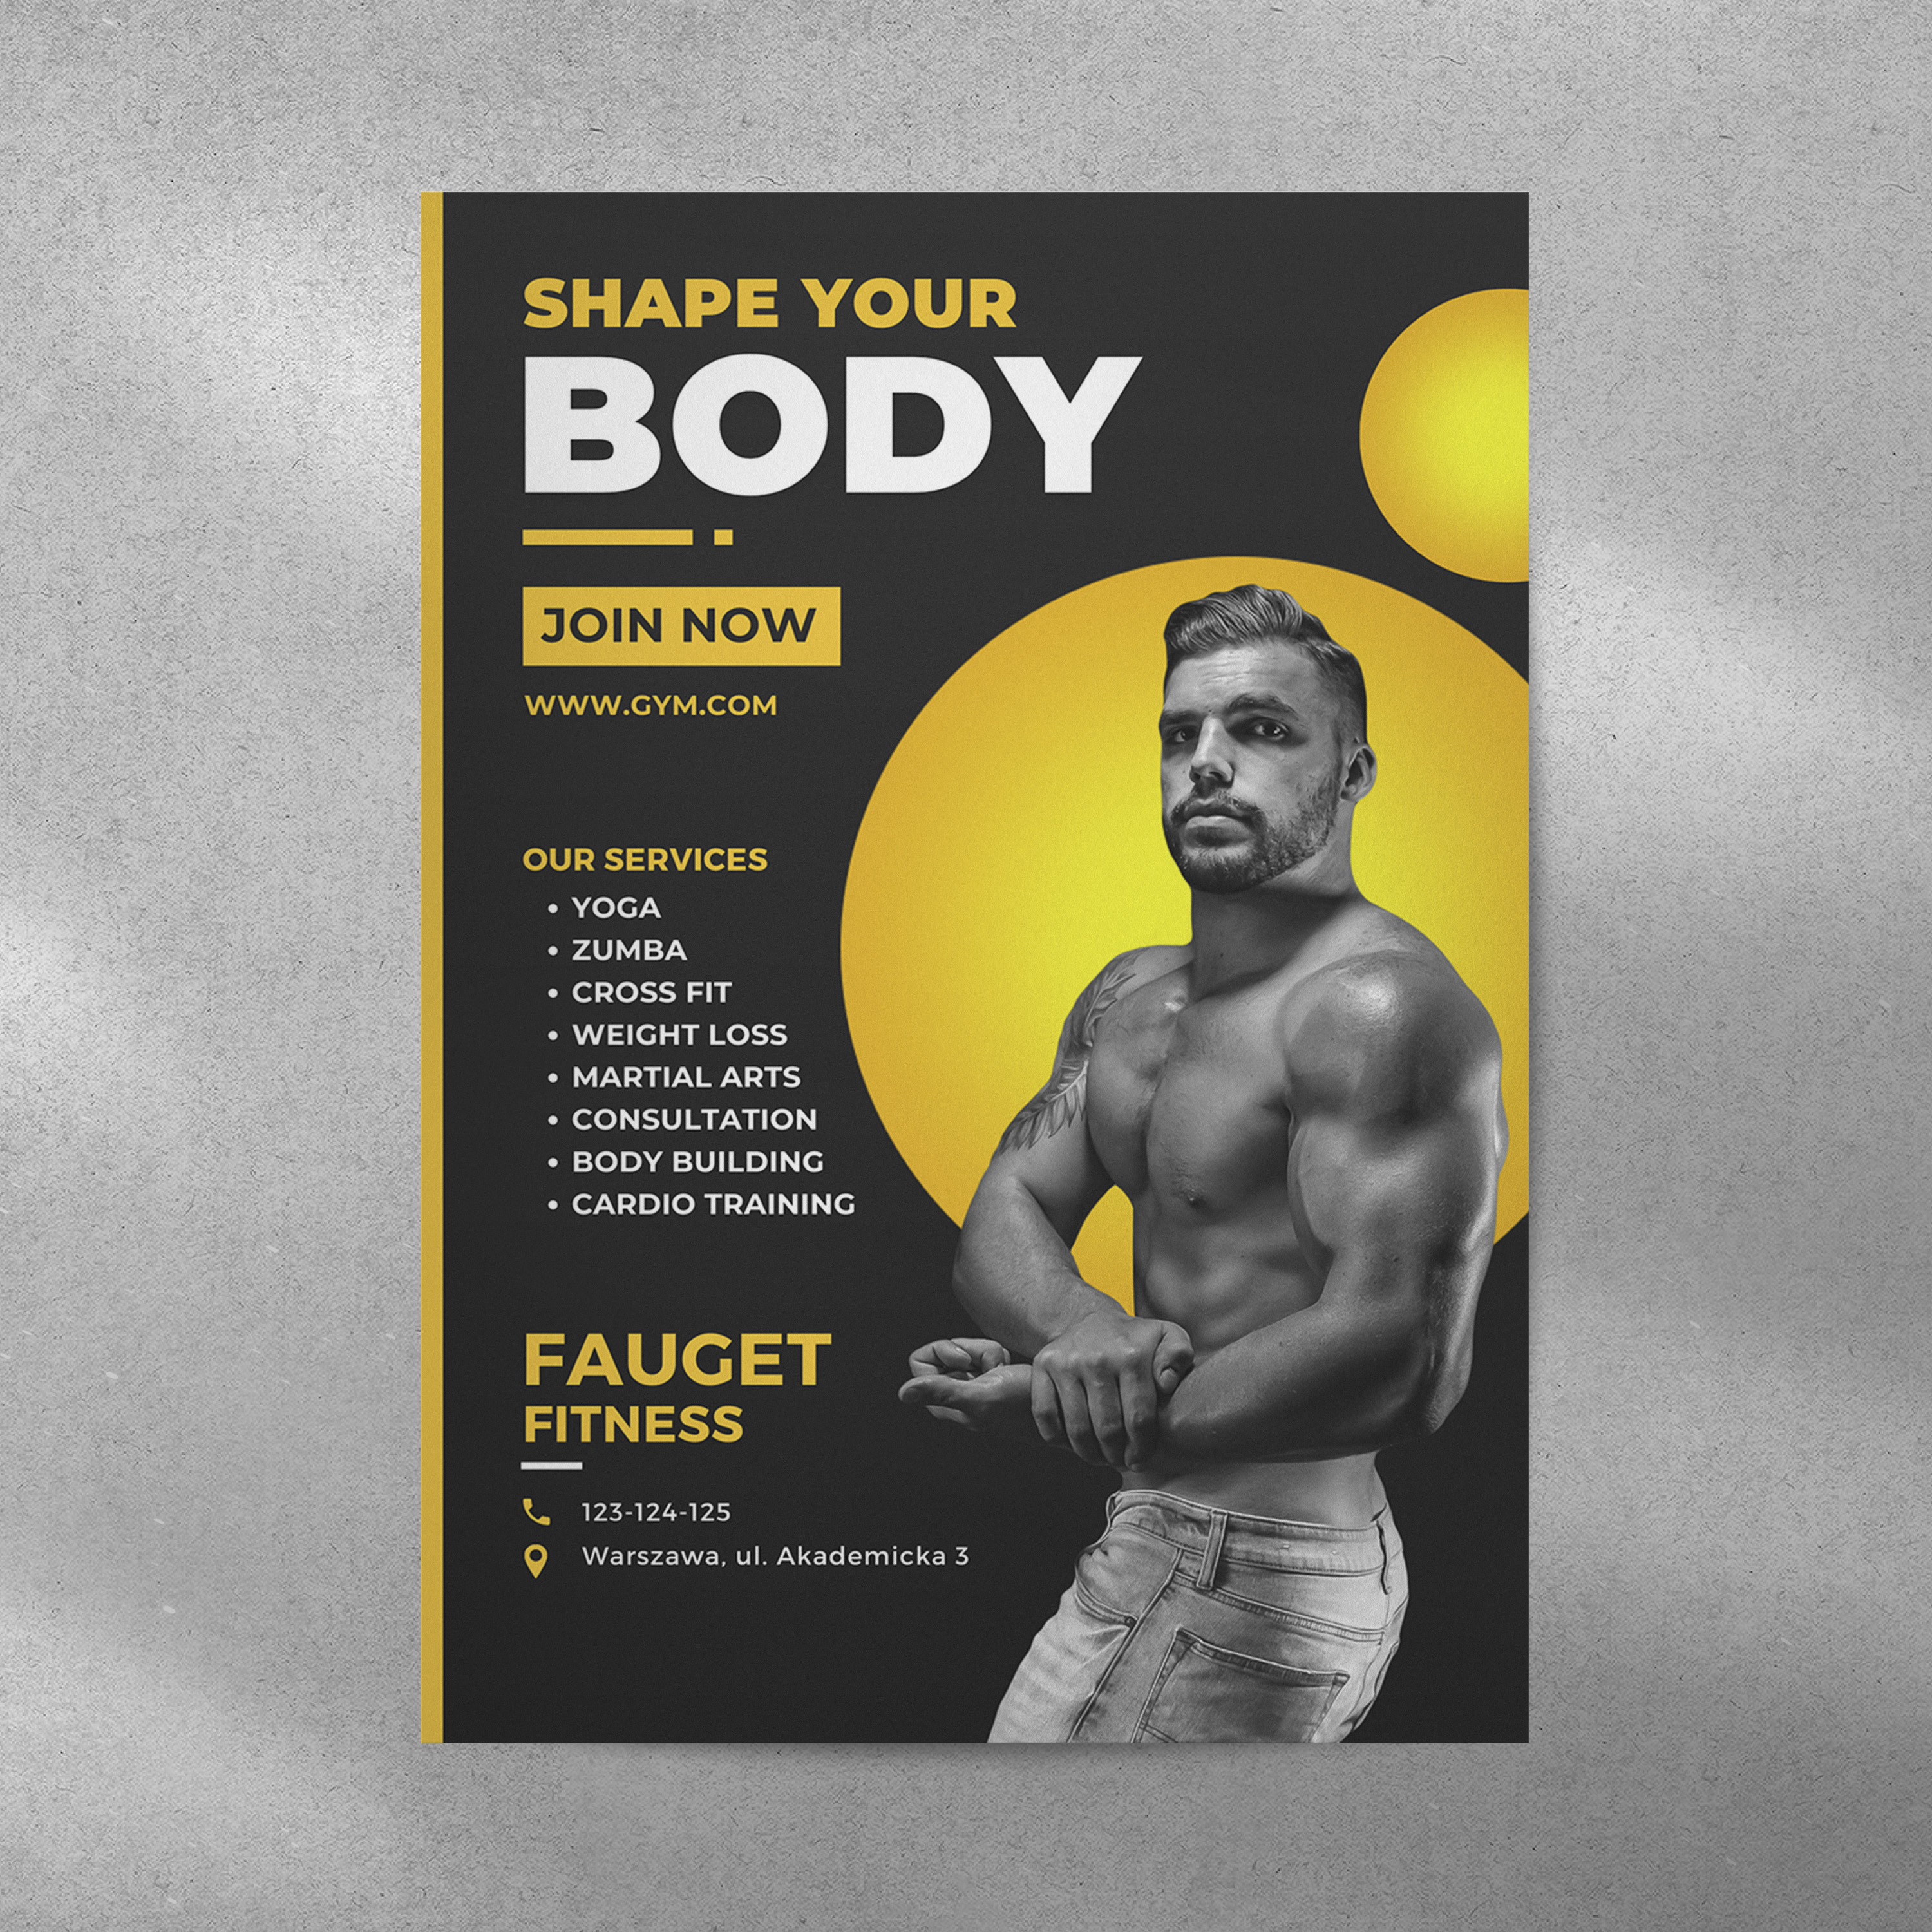 SHAPE YOUR
BODY
JOIN NOW
WWW.GYM.COM
OUR SERVICES
• YOGA
• ZUMBA
• CROSS FIT
• WEIGHT LOSS
• MARTIAL ARTS
• CONSULTATION
• BODY BUILDING
• CARDIO TRAINING
FAUGET
FITNESS
123-124-125
Warszawa, ul. Akademicka 3